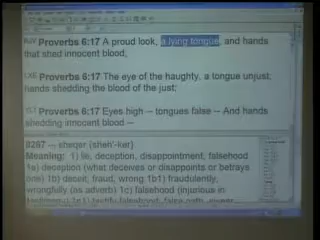 Proverbs 6:17 A proud look, a lying tongue, and hands
that shed innocent blood,
Proverbs 6:17 The eye of the haughty, a tongue unjust,
hands shedding the blood of the just;
Proverbs 6:17 Eyes high -- tongues false -- And hands
shedding innocent blood --
8267 -- sheqer {sheh'-ker}
Meaning: 1) lie, deception, disappointment, falsehood
1a) deception (what deceives or disappoints or betrays
one) 1b) deceit, fraud, wrong 1b1) fraudulently,
wrongfully (as adverb) 1c) falsehood (injurious in